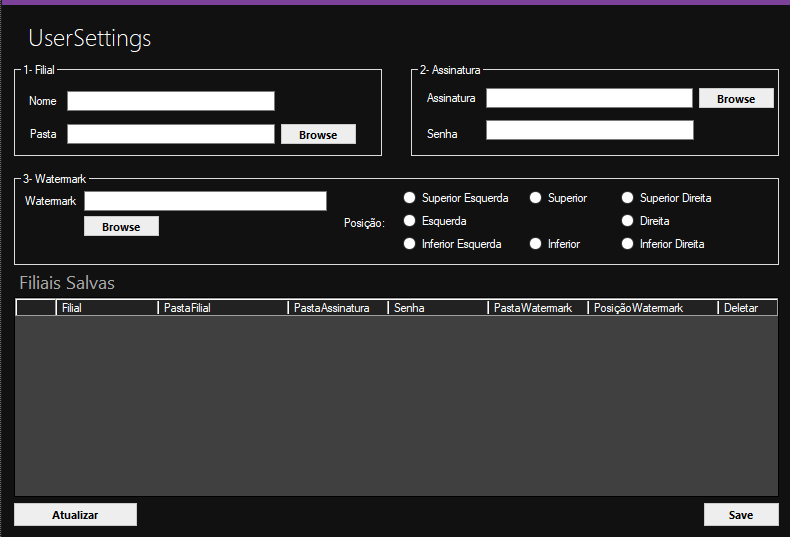 UserSettings
1- Filial
Nome
Pasta
Browse
2- Assinatura
Assinatura
Browse
Senha
3- Watermark
Watermark
Browse
Posição:
Superior Esquerda Superior Superior Direita
Esquerda Direita
Inferior Esquerda Inferior Inferior Direita
Filiais Salvas
Filial PastaFilial PastaAssinatura Senha PastaWatermark PosiçãoWatermark Deletar
Atualizar Save